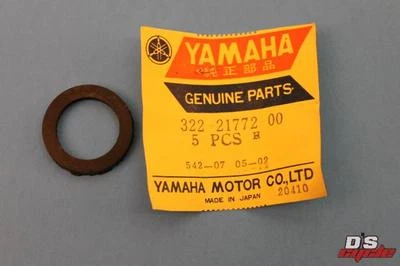 YAMAHA
純正部品
GENUINE PARTS
322 21772 00
5 PCS
542-07 05-02
YAMAHA MOTOR CO.,LTD
MADE IN JAPAN 20410
D'S
cycle